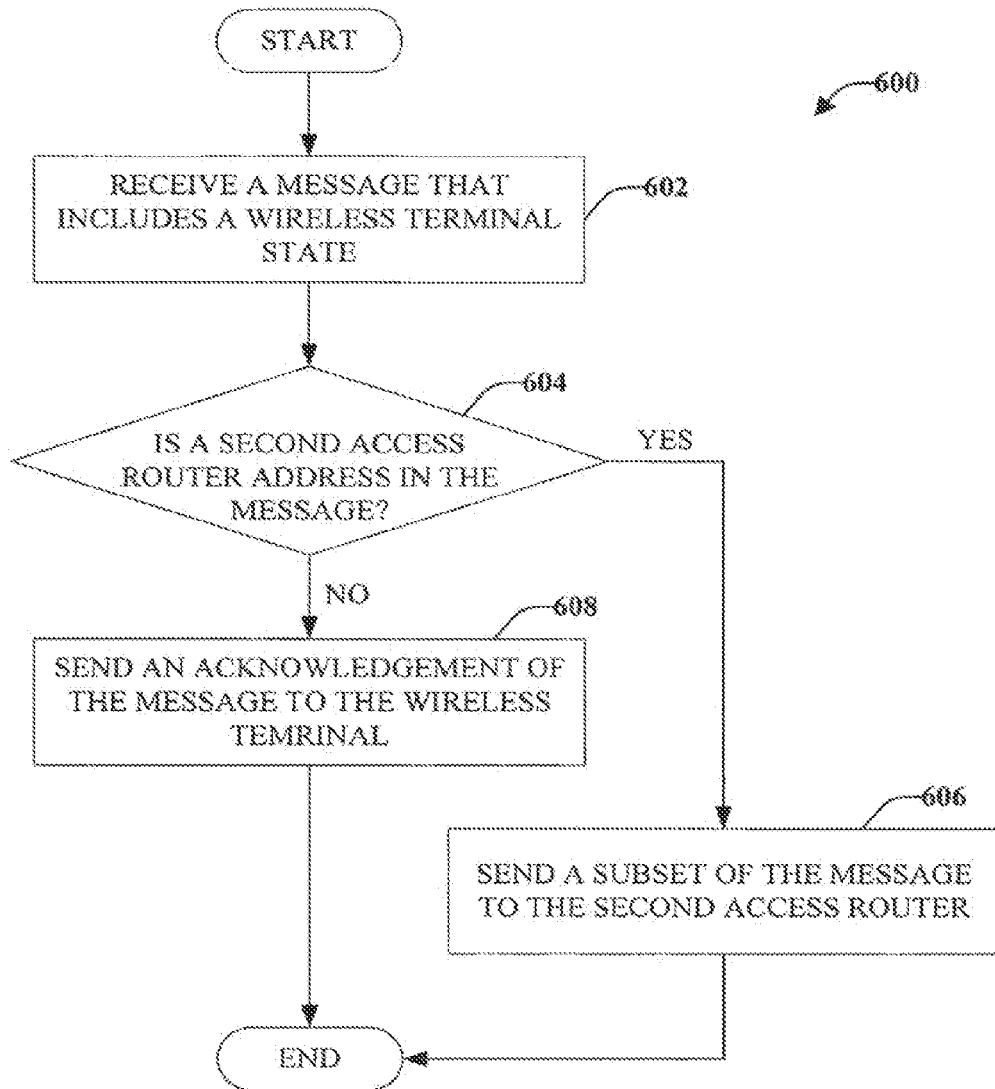 START
600
RECEIVE A MESSAGE THAT
INCLUDES A WIRELESS TERMINAL
STATE
602
604
IS A SECOND ACCESS
ROUTER ADDRESS IN THE
MESSAGE?
YES
NO
608
SEND AN ACKNOWLEDGEMENT OF
THE MESSAGE TO THE WIRELESS
TEMRINAL
606
SEND A SUBSET OF THE MESSAGE
TO THE SECOND ACCESS ROUTER
END